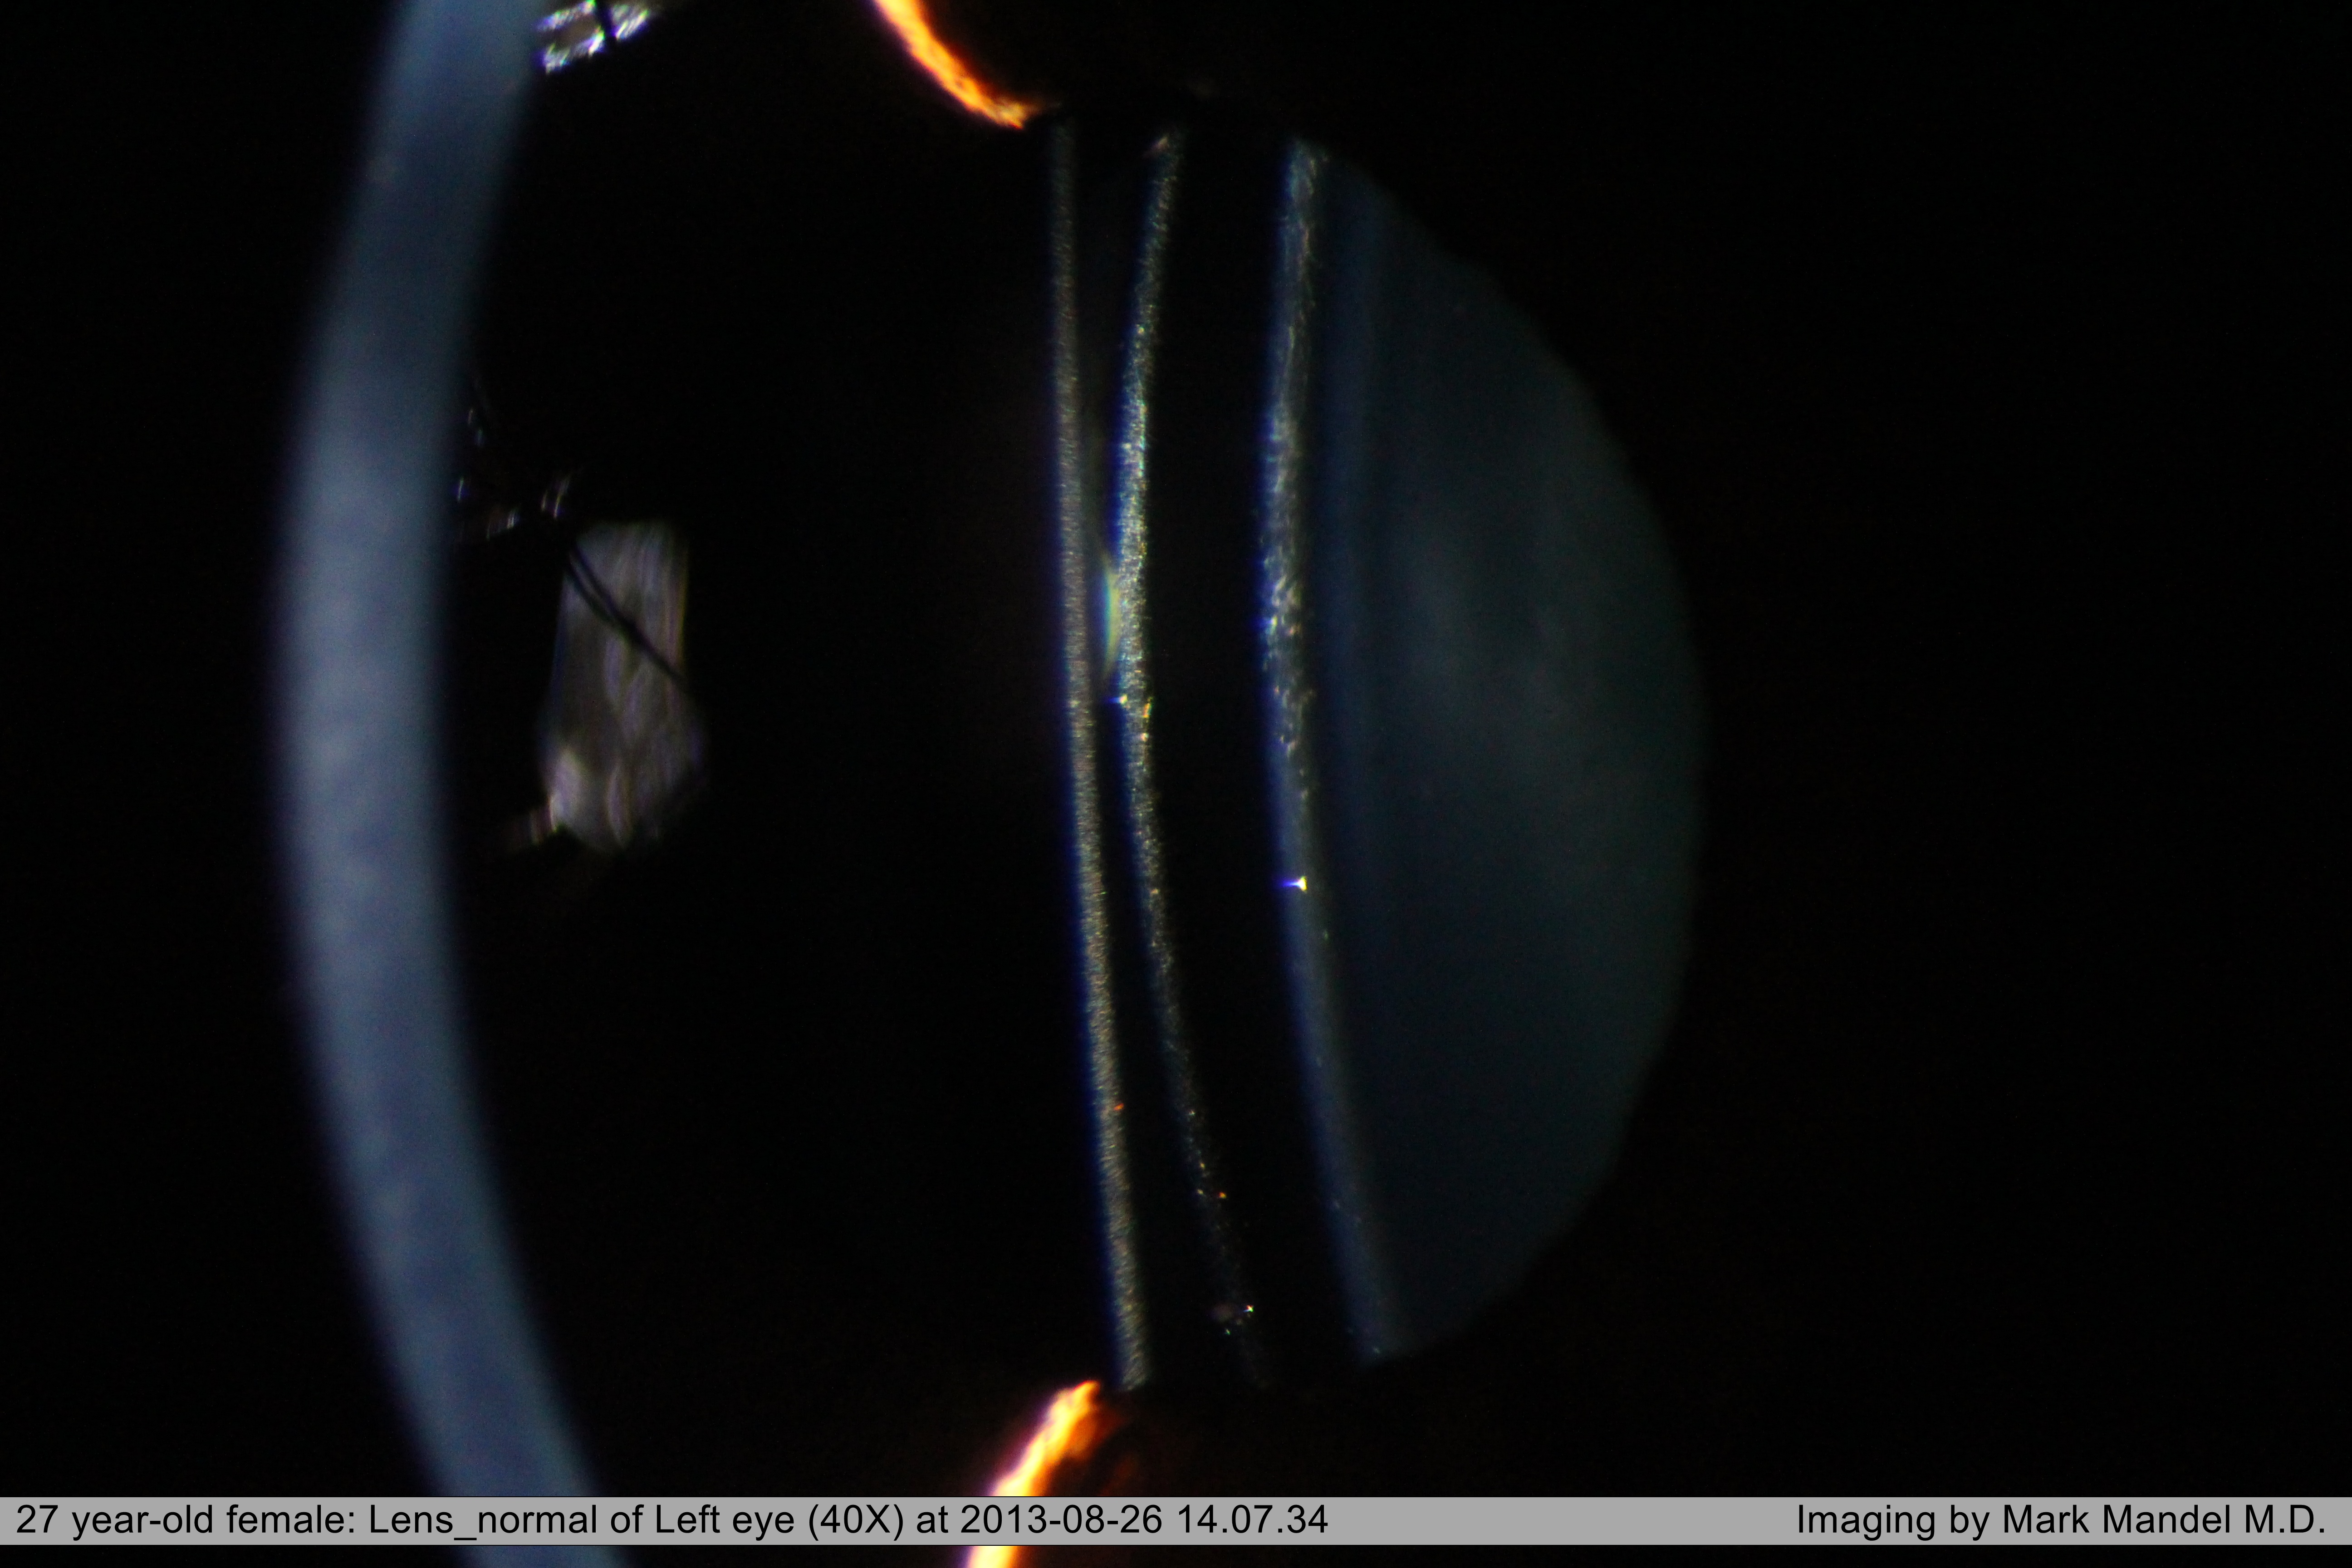 27 year-old female: Lens_normal of Left eye (40X) at 2013-08-26 14.07.34 Imaging by Mark Mandel M.D.